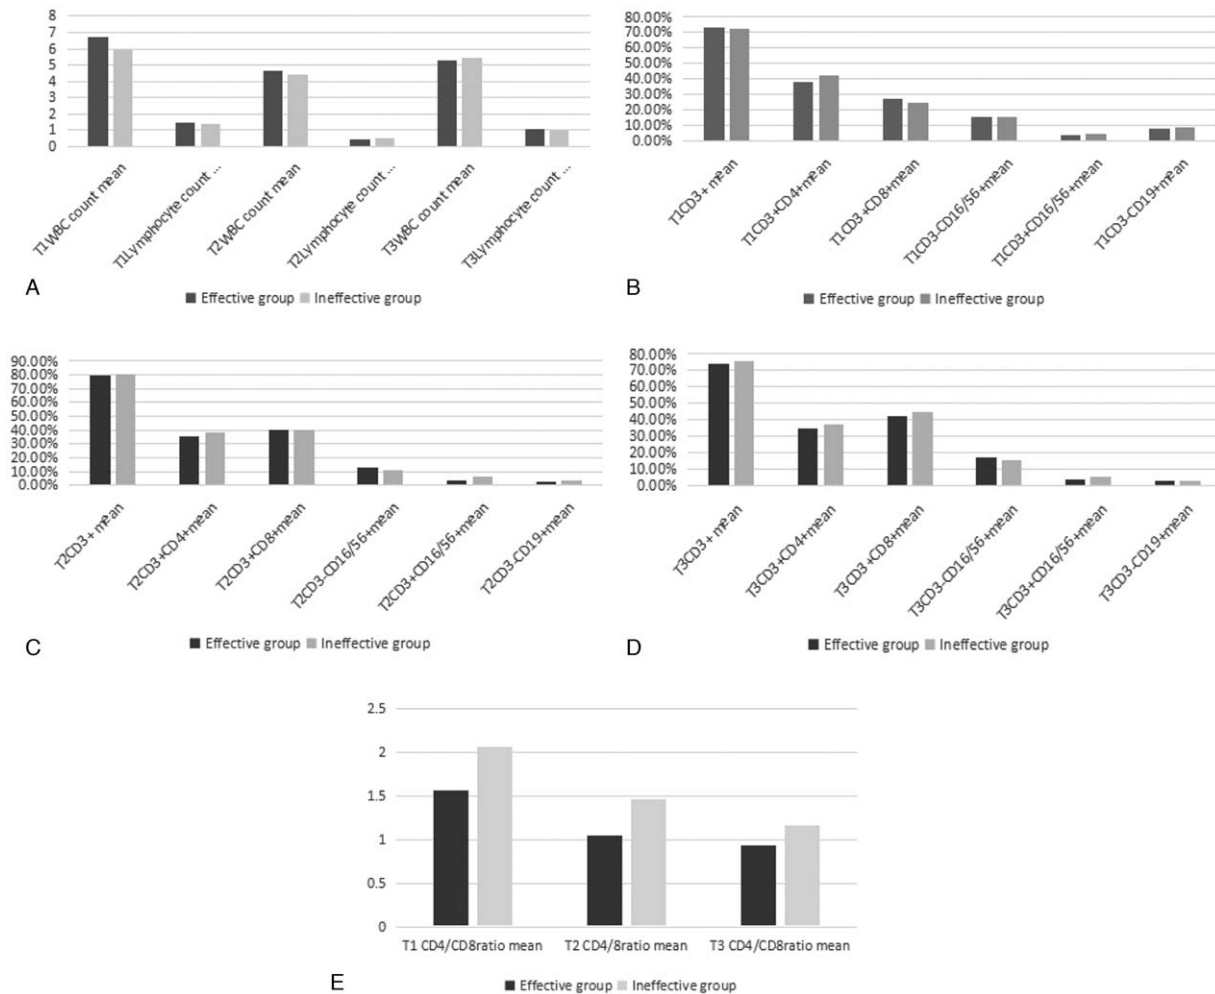 8
7
6
5
4
3
2
1
0
T1WBC count mean
T1Lymphocyte count ...
T2WBC count mean
T2Lymphocyte count ...
T3WBC count mean
T3Lymphocyte count ...
A
Effective group Ineffective group
80.00%
70.00%
60.00%
50.00%
40.00%
30.00%
20.00%
10.00%
0.00%
T1CD3+ mean
T1CD3+CD4+mean
T1CD3+CD8+mean
T1CD3-CD16/56+mean
T1CD3+CD16/56+mean
T1CD3-CD19+mean
B
Effective group Ineffective group
90.00%
80.00%
70.00%
60.00%
50.00%
40.00%
30.00%
20.00%
10.00%
0.00%
T2CD3+ mean
T2CD3+CD4+mean
T2CD3+CD8+mean
T2CD3-CD16/56+mean
T2CD3+CD16/56+mean
T2CD3-CD19+mean
C
Effective group Ineffective group
80.00%
70.00%
60.00%
50.00%
40.00%
30.00%
20.00%
10.00%
0.00%
T3CD3+ mean
T3CD3+CD4+mean
T3CD3+CD8+mean
T3CD3-CD16/56+mean
T3CD3+CD16/56+mean
T3CD3-CD19+mean
D
Effective group Ineffective group
2.5
2
1.5
1
0.5
0
T1 CD4/CD8ratio mean T2 CD4/8ratio mean T3 CD4/CD8ratio mean
E
Effective group Ineffective group